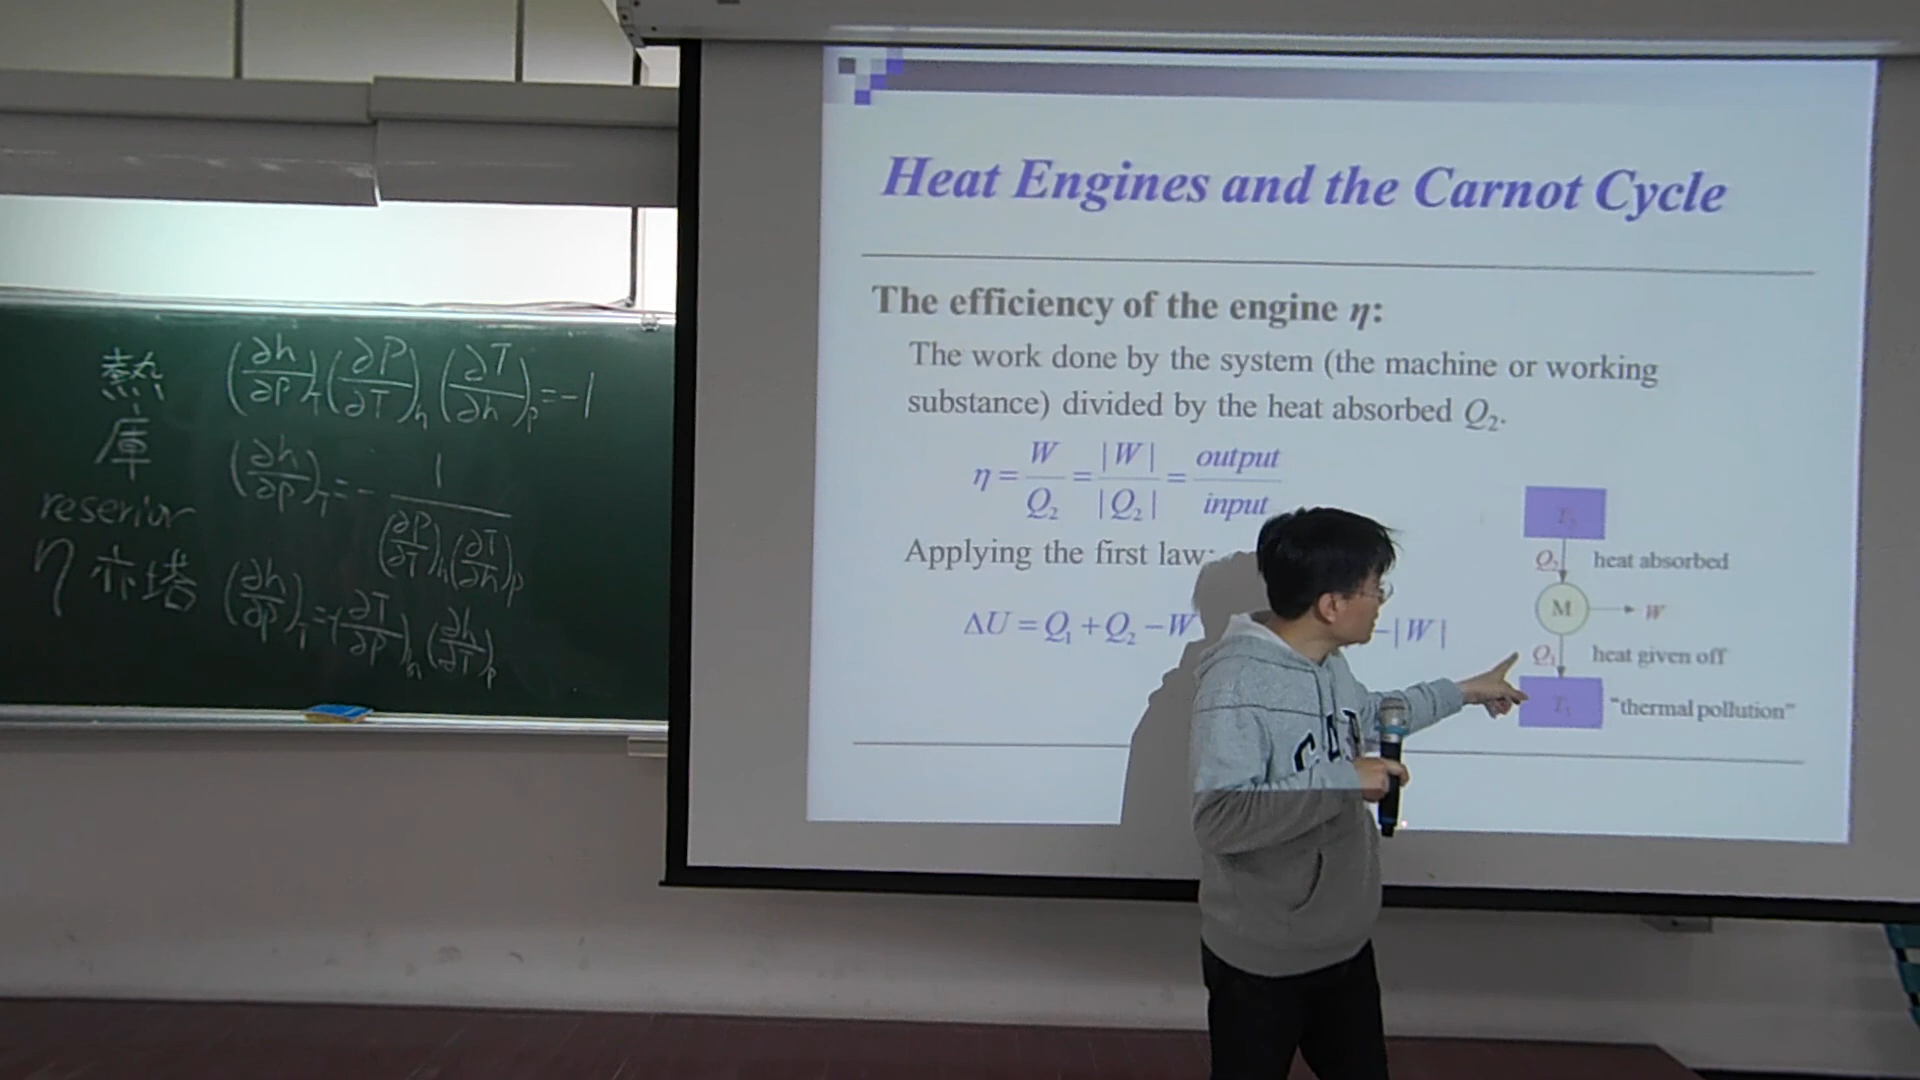 熱
庫
reserior
η 亦塔
(∂h/∂P)_T (∂P/∂T)_h (∂T/∂h)_P = -1
(∂h/∂P)_T = - 1/((∂P/∂T)_h (∂T/∂h)_P)
(∂h/∂P)_T = -(∂T/∂P)_h (∂h/∂T)_P
Heat Engines and the Carnot Cycle
The efficiency of the engine η:
The work done by the system (the machine or working
substance) divided by the heat absorbed Q₂.
η = W/Q₂ = |W|/|Q₂| = output/input
Applying the first law:
ΔU = Q₁ + Q₂ - W
-|W|
T₂
Q₂ heat absorbed
M W
Q₁ heat given off
T₁ "thermal pollution"